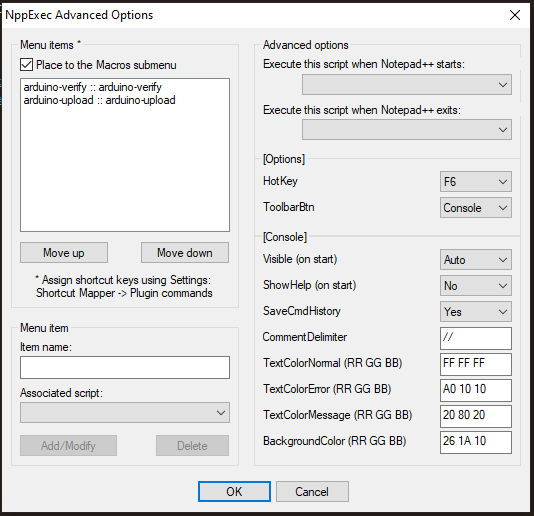 NppExec Advanced Options
Menu items *
Place to the Macros submenu
arduino-verify :: arduino-verify
arduino-upload :: arduino-upload
Move up
Move down
* Assign shortcut keys using Settings:
Shortcut Mapper -> Plugin commands
Menu item
Item name:
Associated script:
Add/Modify
Delete
Advanced options
Execute this script when Notepad++ starts:
Execute this script when Notepad++ exits:
[Options]
HotKey
F6
ToolbarBtn
Console
[Console]
Visible (on start)
Auto
ShowHelp (on start)
No
SaveCmdHistory
Yes
CommentDelimiter
//
TextColorNormal (RR GG BB)
FF FF FF
TextColorError (RR GG BB)
A0 10 10
TextColorMessage (RR GG BB)
20 80 20
BackgroundColor (RR GG BB)
26 1A 10
OK
Cancel